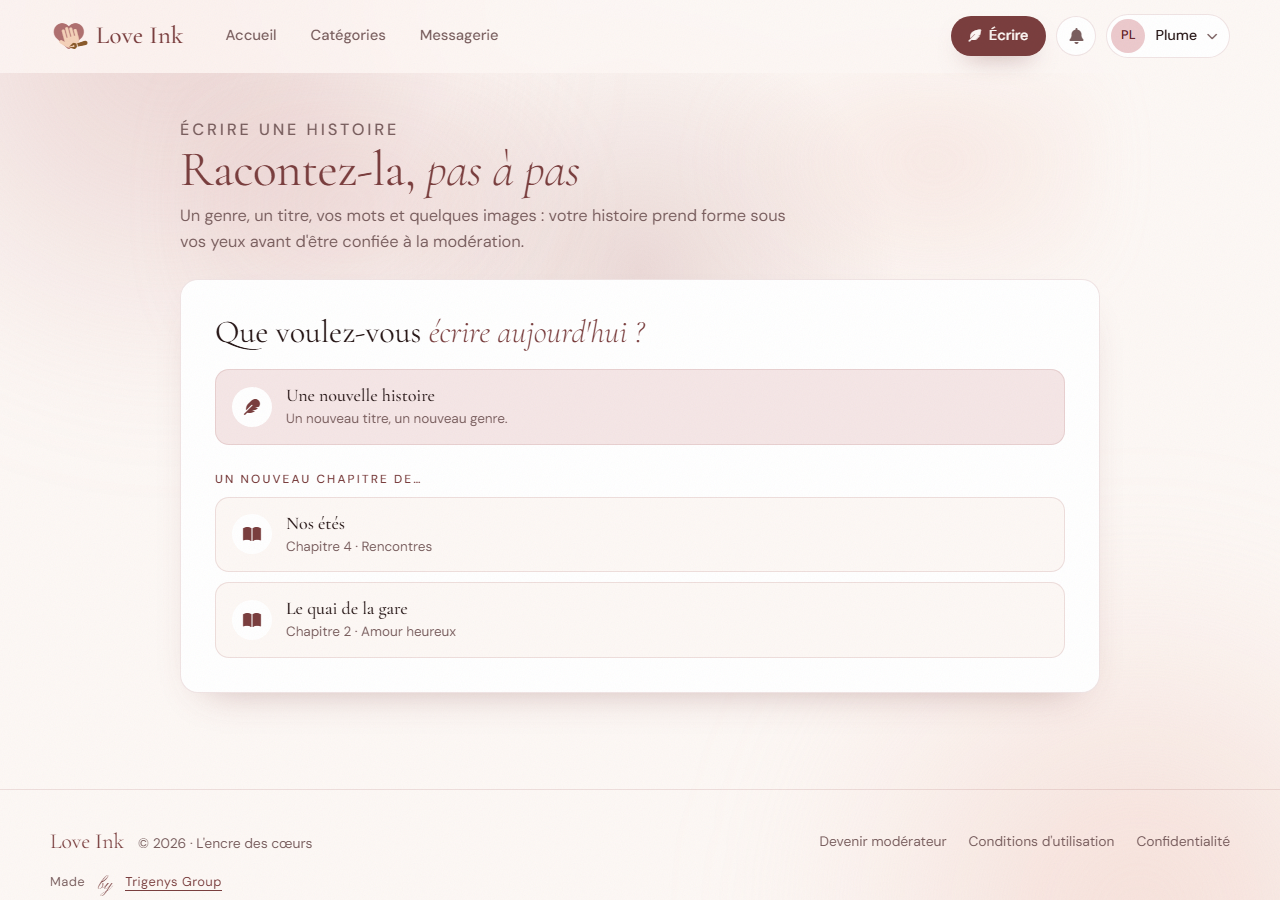 Love Ink
Accueil
Catégories
Messagerie
Écrire
PL
Plume
ÉCRIRE UNE HISTOIRE
Racontez-la, pas à pas
Un genre, un titre, vos mots et quelques images : votre histoire prend forme sous
vos yeux avant d'être confiée à la modération.
Que voulez-vous écrire aujourd'hui ?
Une nouvelle histoire
Un nouveau titre, un nouveau genre.
UN NOUVEAU CHAPITRE DE…
Nos étés
Chapitre 4 · Rencontres
Le quai de la gare
Chapitre 2 · Amour heureux
Love Ink © 2026 · L'encre des cœurs
Devenir modérateur
Conditions d'utilisation
Confidentialité
Made by Trigenys Group